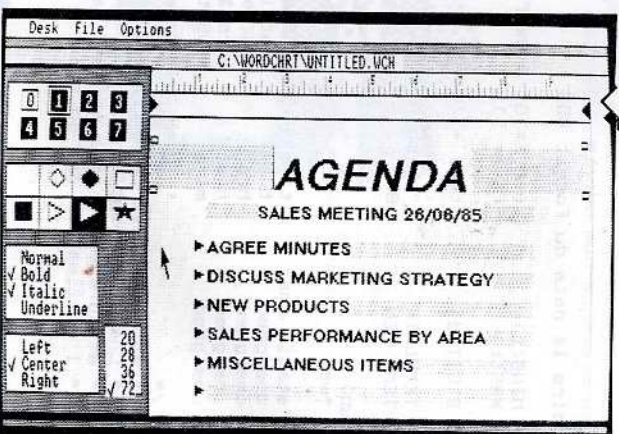 Desk File Options
C:\WORDCHRT\UNTITLED.WCH
0 1 2 3
4 5 6 7
Normal
√ Bold
√ Italic
Underline
Left
√ Center
Right
20
28
36
√ 72
AGENDA
SALES MEETING 26/06/85
►AGREE MINUTES
►DISCUSS MARKETING STRATEGY
►NEW PRODUCTS
►SALES PERFORMANCE BY AREA
►MISCELLANEOUS ITEMS
►